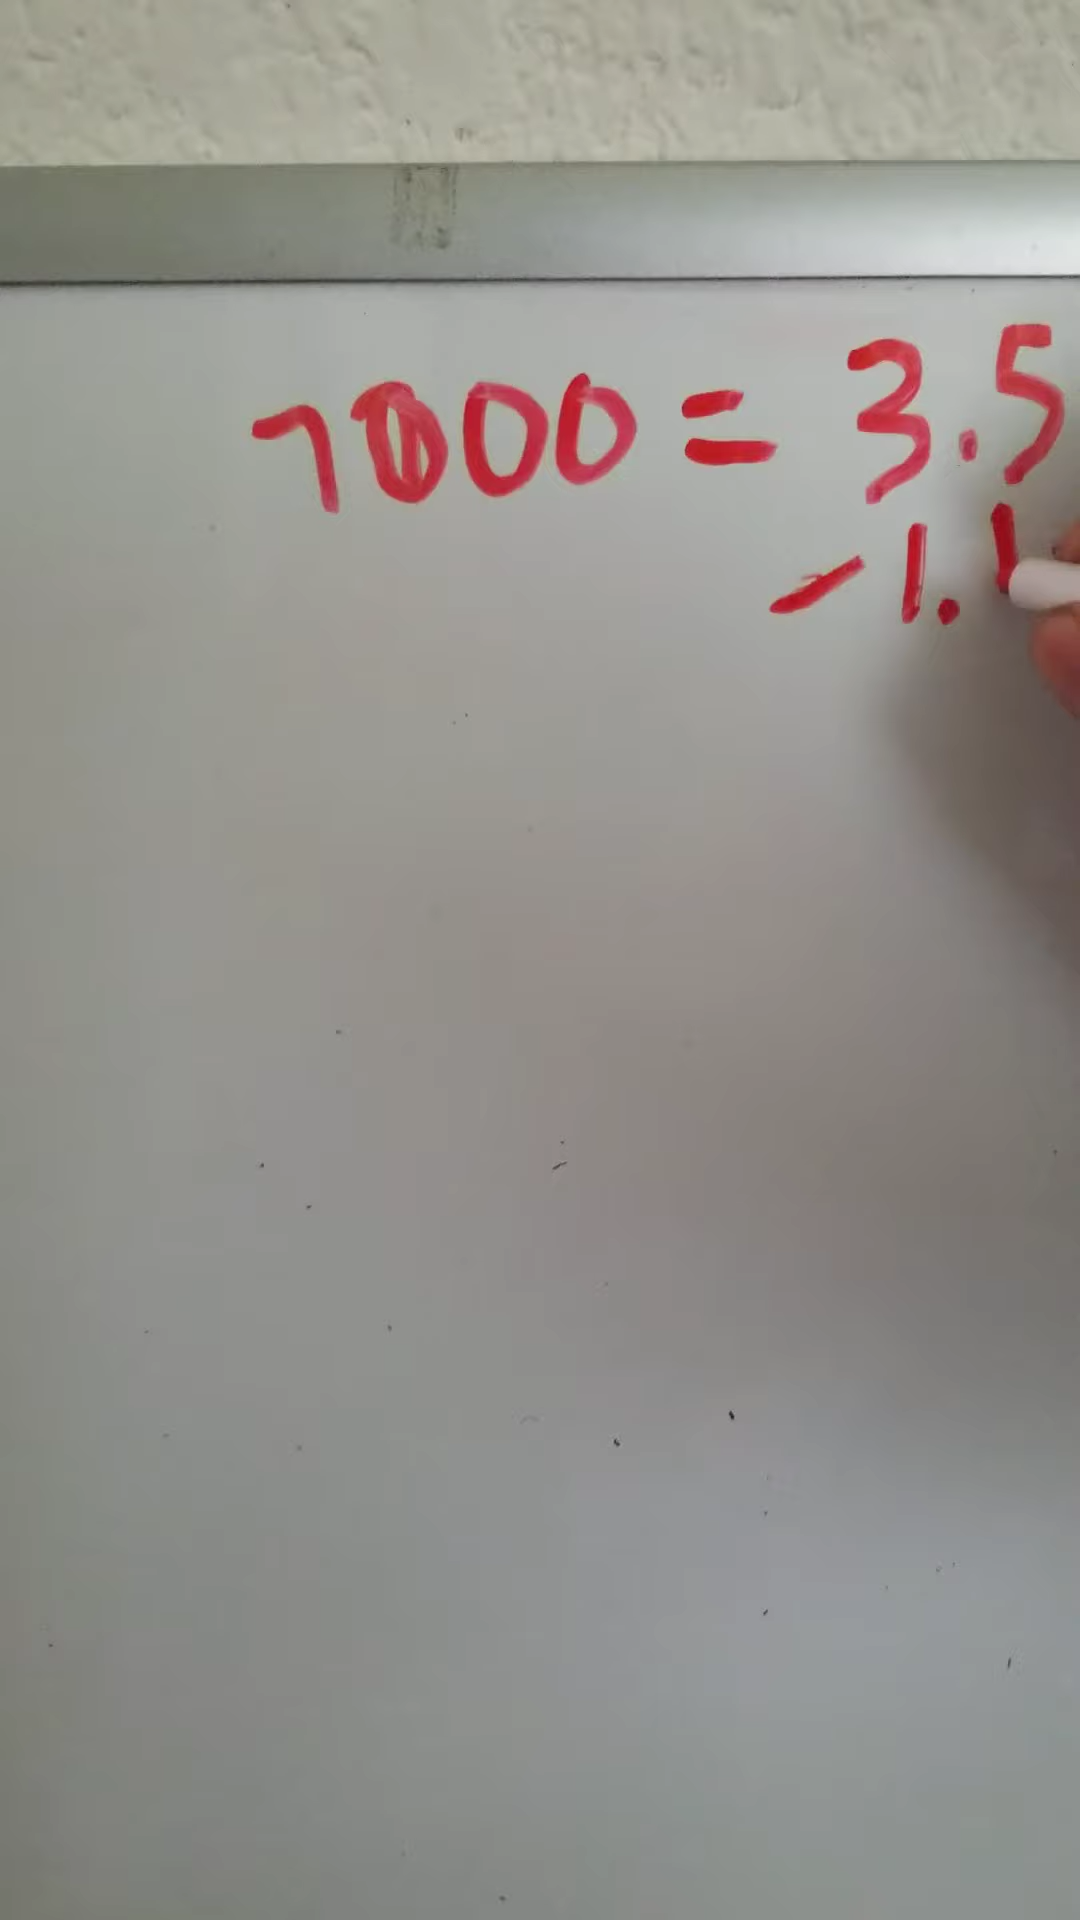 7000 = 3.5
- 1.1